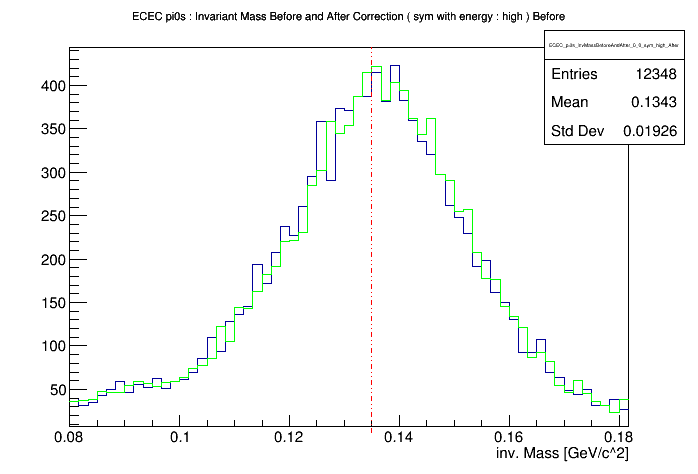 ECEC pi0s : Invariant Mass Before and After Correction ( sym with energy : high ) Before
ECEC_pi0s_InvMassBeforeAndAfter_0_0_sym_high_After
Entries 12348
Mean 0.1343
Std Dev 0.01926
400
350
300
250
200
150
100
50
0.08 0.1 0.12 0.14 0.16 0.18
inv. Mass [GeV/c^2]